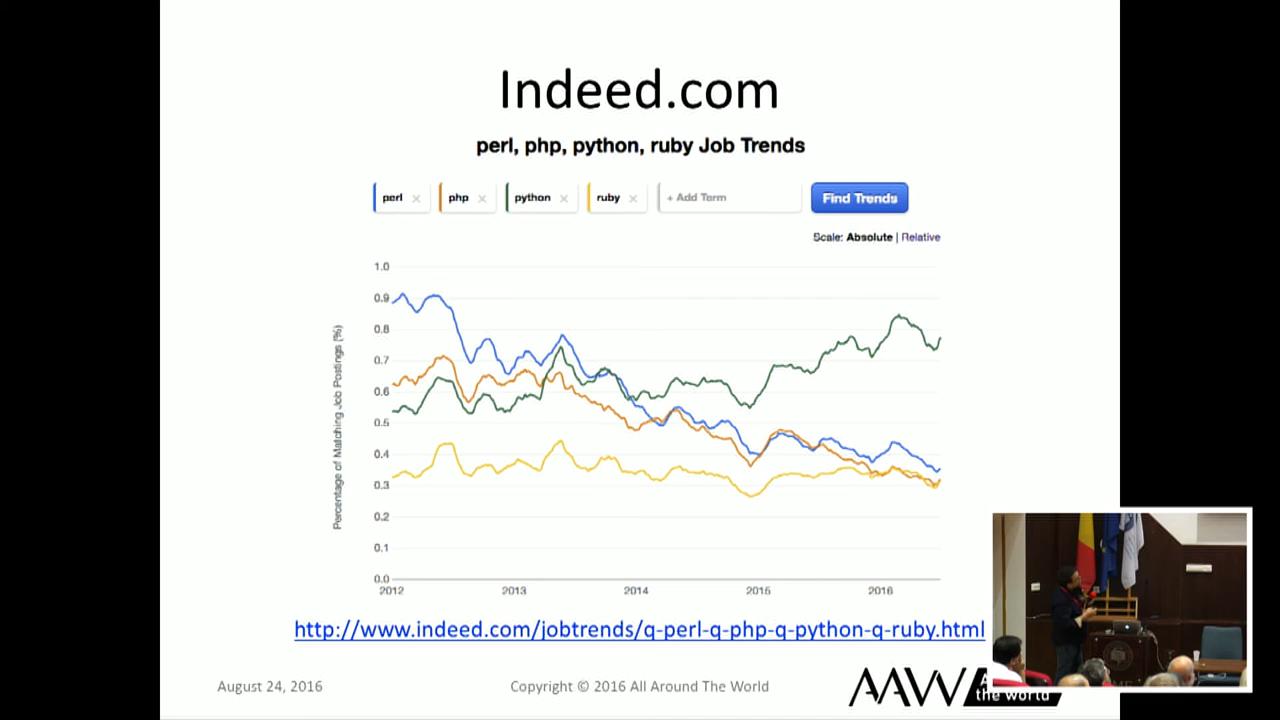 Indeed.com
perl, php, python, ruby Job Trends
perl × php × python × ruby × + Add Term Find Trends
Scale: Absolute | Relative
Percentage of Matching Job Postings (%)
1.0
0.9
0.8
0.7
0.6
0.5
0.4
0.3
0.2
0.1
0.0
2012 2013 2014 2015 2016
http://www.indeed.com/jobtrends/q-perl-q-php-q-python-q-ruby.html
August 24, 2016 Copyright © 2016 All Around The World AAW
the world